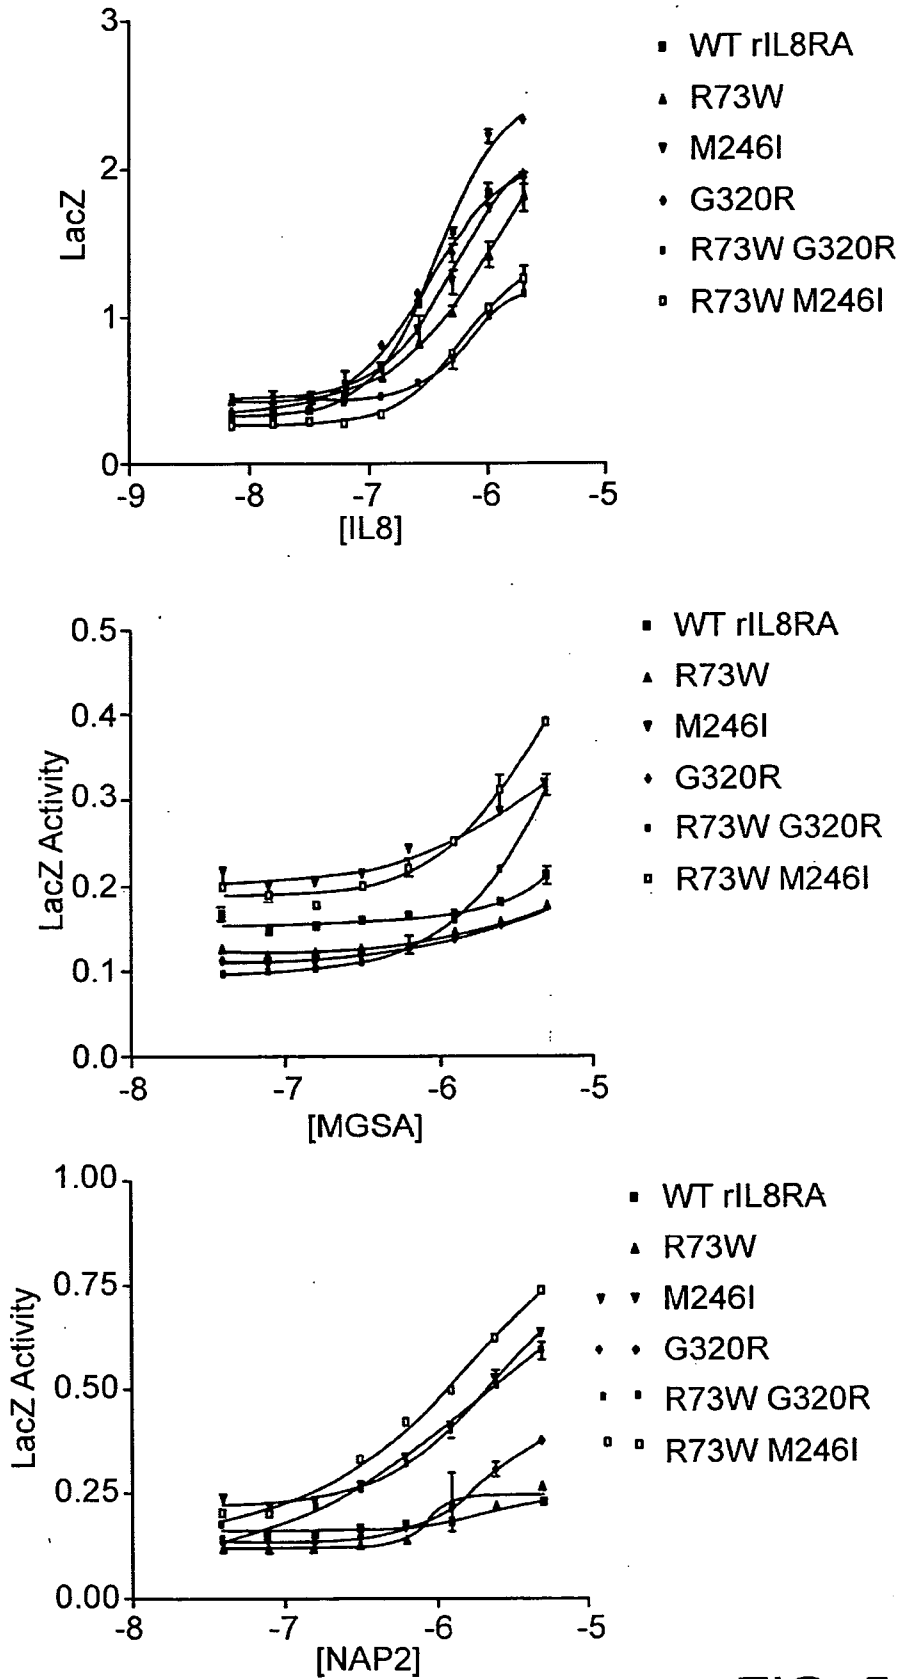 3
2
1
0
LacZ
-9 -8 -7 -6 -5
[IL8]
WT rIL8RA
R73W
M246I
G320R
R73W G320R
R73W M246I
0.5
0.4
0.3
0.2
0.1
0.0
LacZ Activity
-8 -7 -6 -5
[MGSA]
WT rIL8RA
R73W
M246I
G320R
R73W G320R
R73W M246I
1.00
0.75
0.50
0.25
0.00
LacZ Activity
-8 -7 -6 -5
[NAP2]
WT rIL8RA
R73W
M246I
G320R
R73W G320R
R73W M246I